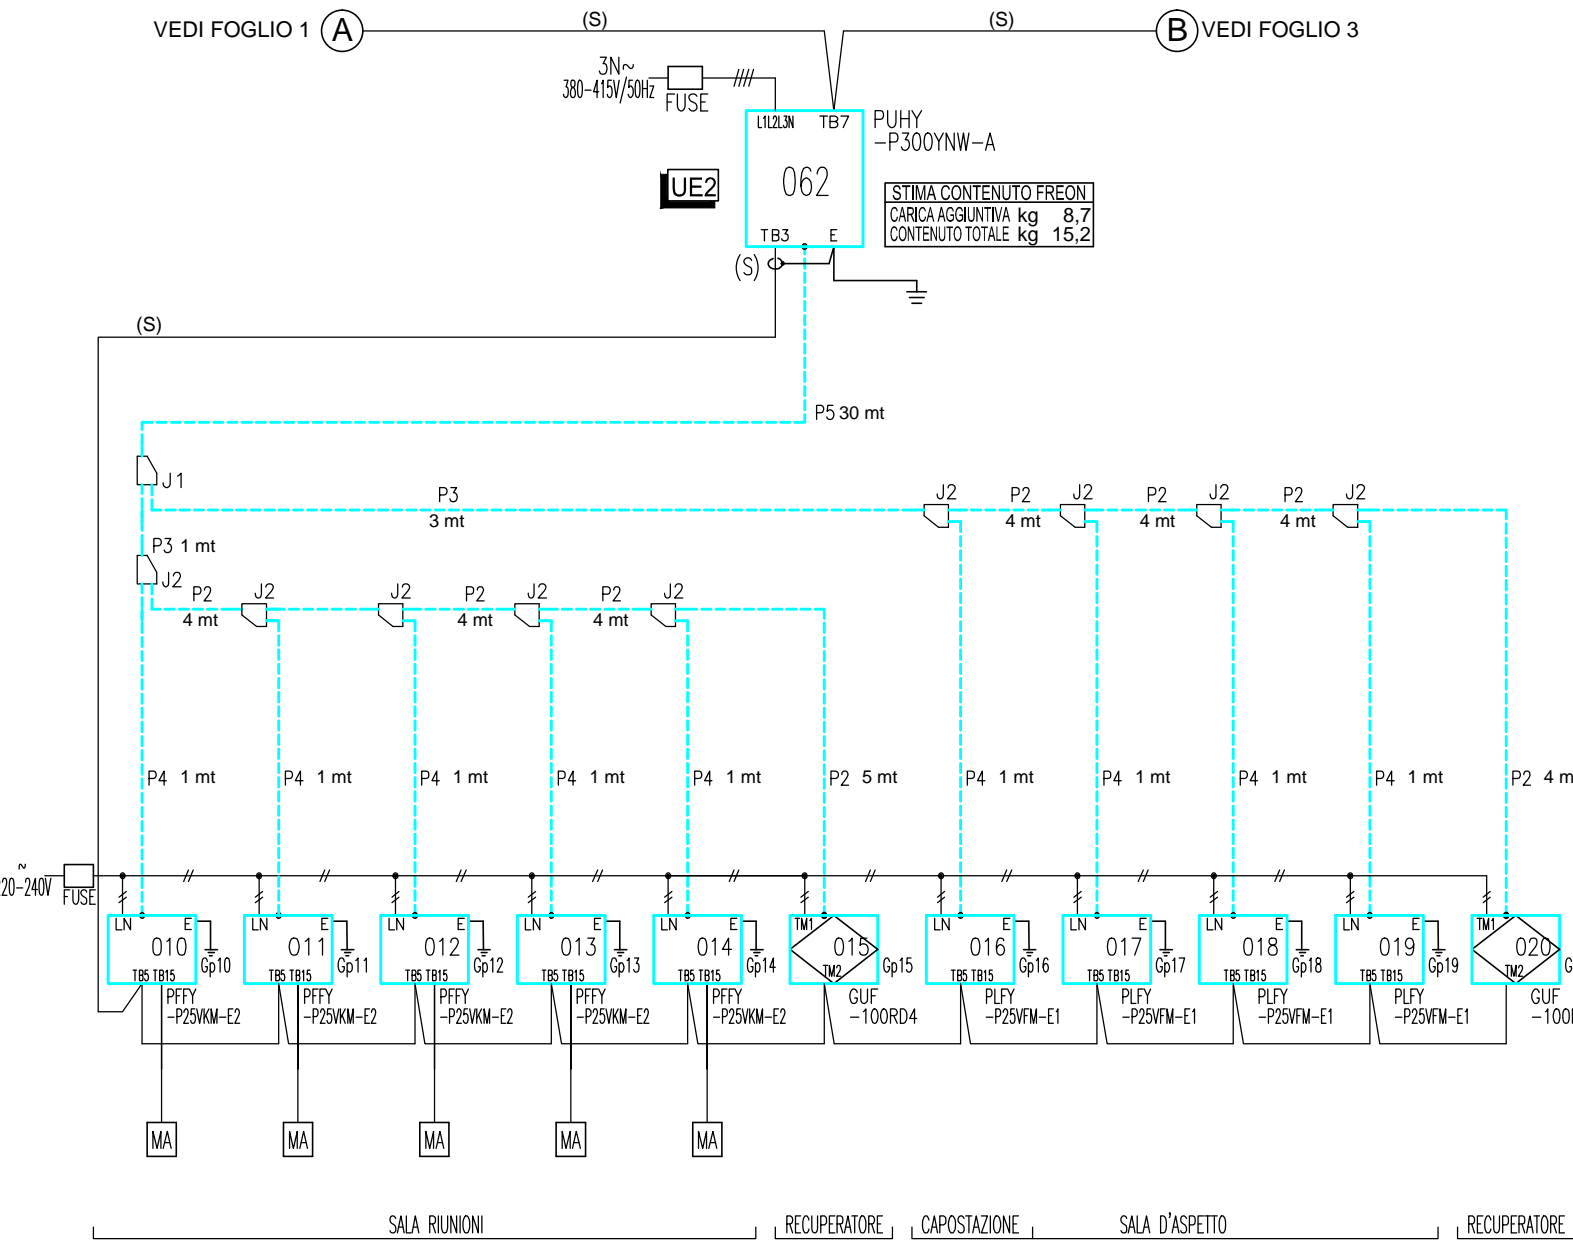 VEDI FOGLIO 1 A (S) (S) B VEDI FOGLIO 3
3N~
380-415V/50Hz
FUSE
L1L2L3N TB7
PUHY
-P300YNW-A
UE2
062
STIMA CONTENUTO FREON
CARICA AGGIUNTIVA kg 8,7
CONTENUTO TOTALE kg 15,2
TB3 E
(S)
(S)
P5 30 mt
J1
P3
3 mt
J2 P2 J2 P2 J2 P2 J2
4 mt 4 mt 4 mt
P3 1 mt
J2
P2 J2 J2 P2 J2 P2 J2
4 mt 4 mt 4 mt
P4 1 mt P4 1 mt P4 1 mt P4 1 mt P4 1 mt P2 5 mt P4 1 mt P4 1 mt P4 1 mt P4 1 mt P2 4 m
~
20-240V
FUSE
LN E LN E LN E LN E LN E TM1 LN E LN E LN E LN E TM1
010 011 012 013 014 015 016 017 018 019 020
Gp10 Gp11 Gp12 Gp13 Gp14 Gp15 Gp16 Gp17 Gp18 Gp19 G
TB5 TB15 TB5 TB15 TB5 TB15 TB5 TB15 TB5 TB15 TM2 TB5 TB15 TB5 TB15 TB5 TB15 TB5 TB15 TM2
PFFY PFFY PFFY PFFY PFFY GUF PLFY PLFY PLFY PLFY GUF
-P25VKM-E2 -P25VKM-E2 -P25VKM-E2 -P25VKM-E2 -P25VKM-E2 -100RD4 -P25VFM-E1 -P25VFM-E1 -P25VFM-E1 -P25VFM-E1 -100
MA MA MA MA MA
SALA RIUNIONI RECUPERATORE CAPOSTAZIONE SALA D'ASPETTO RECUPERATORE